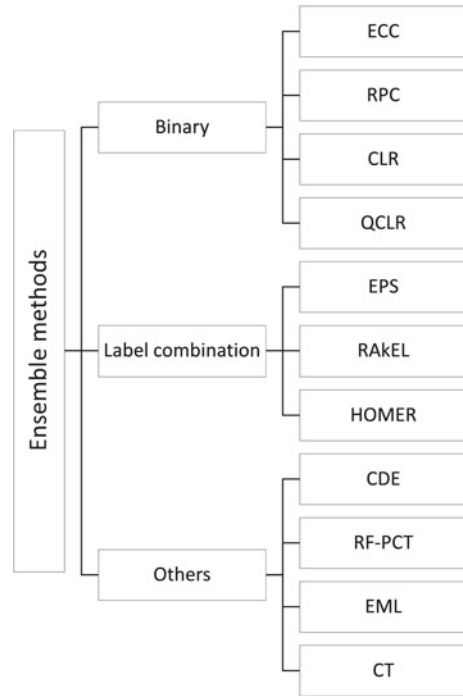 Ensemble methods
Binary
ECC
RPC
CLR
QCLR
Label combination
EPS
RAkEL
HOMER
Others
CDE
RF-PCT
EML
CT